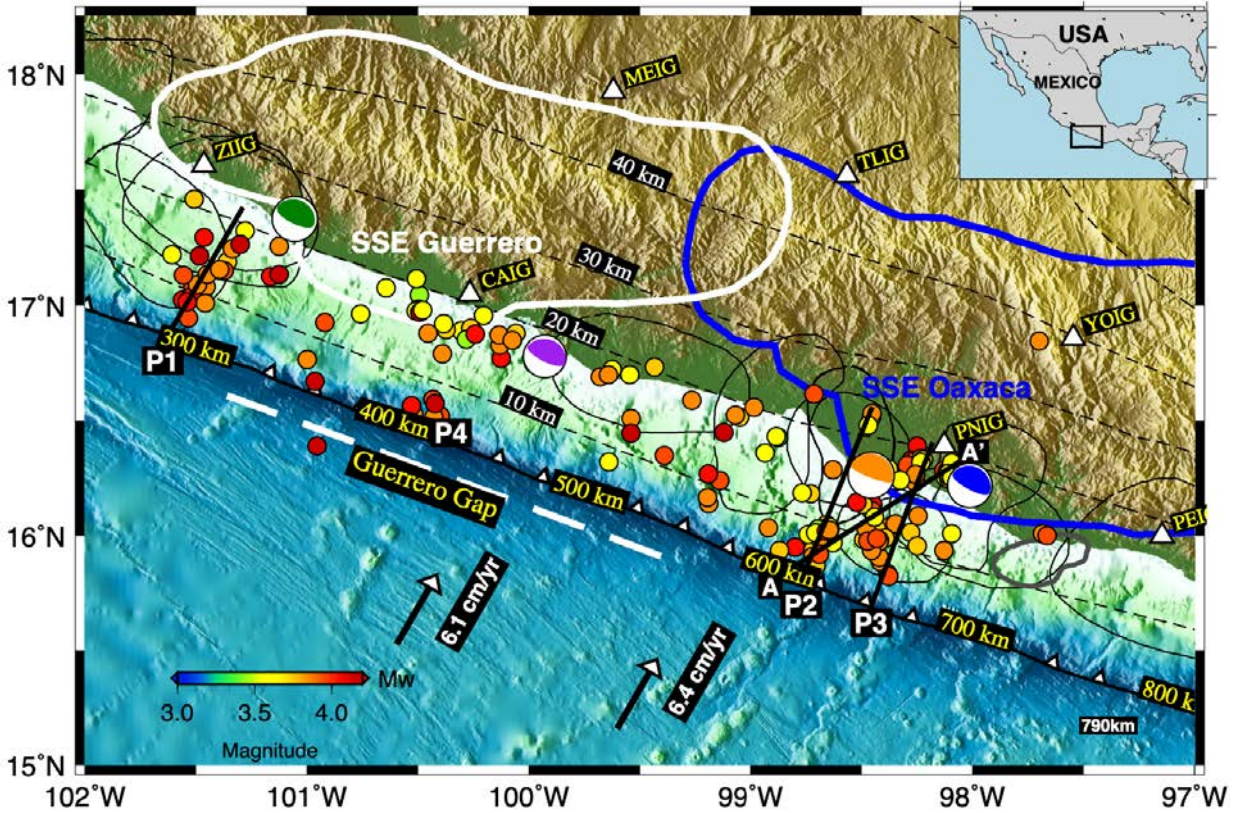 USA
MEXICO
18°N
17°N
16°N
15°N
MEIG
ZIIG
TLIG
40 km
SSE Guerrero
30 km
CAIG
YOIG
20 km
P1
300 km
SSE Oaxaca
10 km
400 km
P4
PNIG
A'
Guerrero Gap
500 km
600 km
A
P2
P3
6.1 cm/yr
6.4 cm/yr
700 km
800 k
790km
Mw
3.0
3.5
4.0
Magnitude
102°W
101°W
100°W
99°W
98°W
97°W